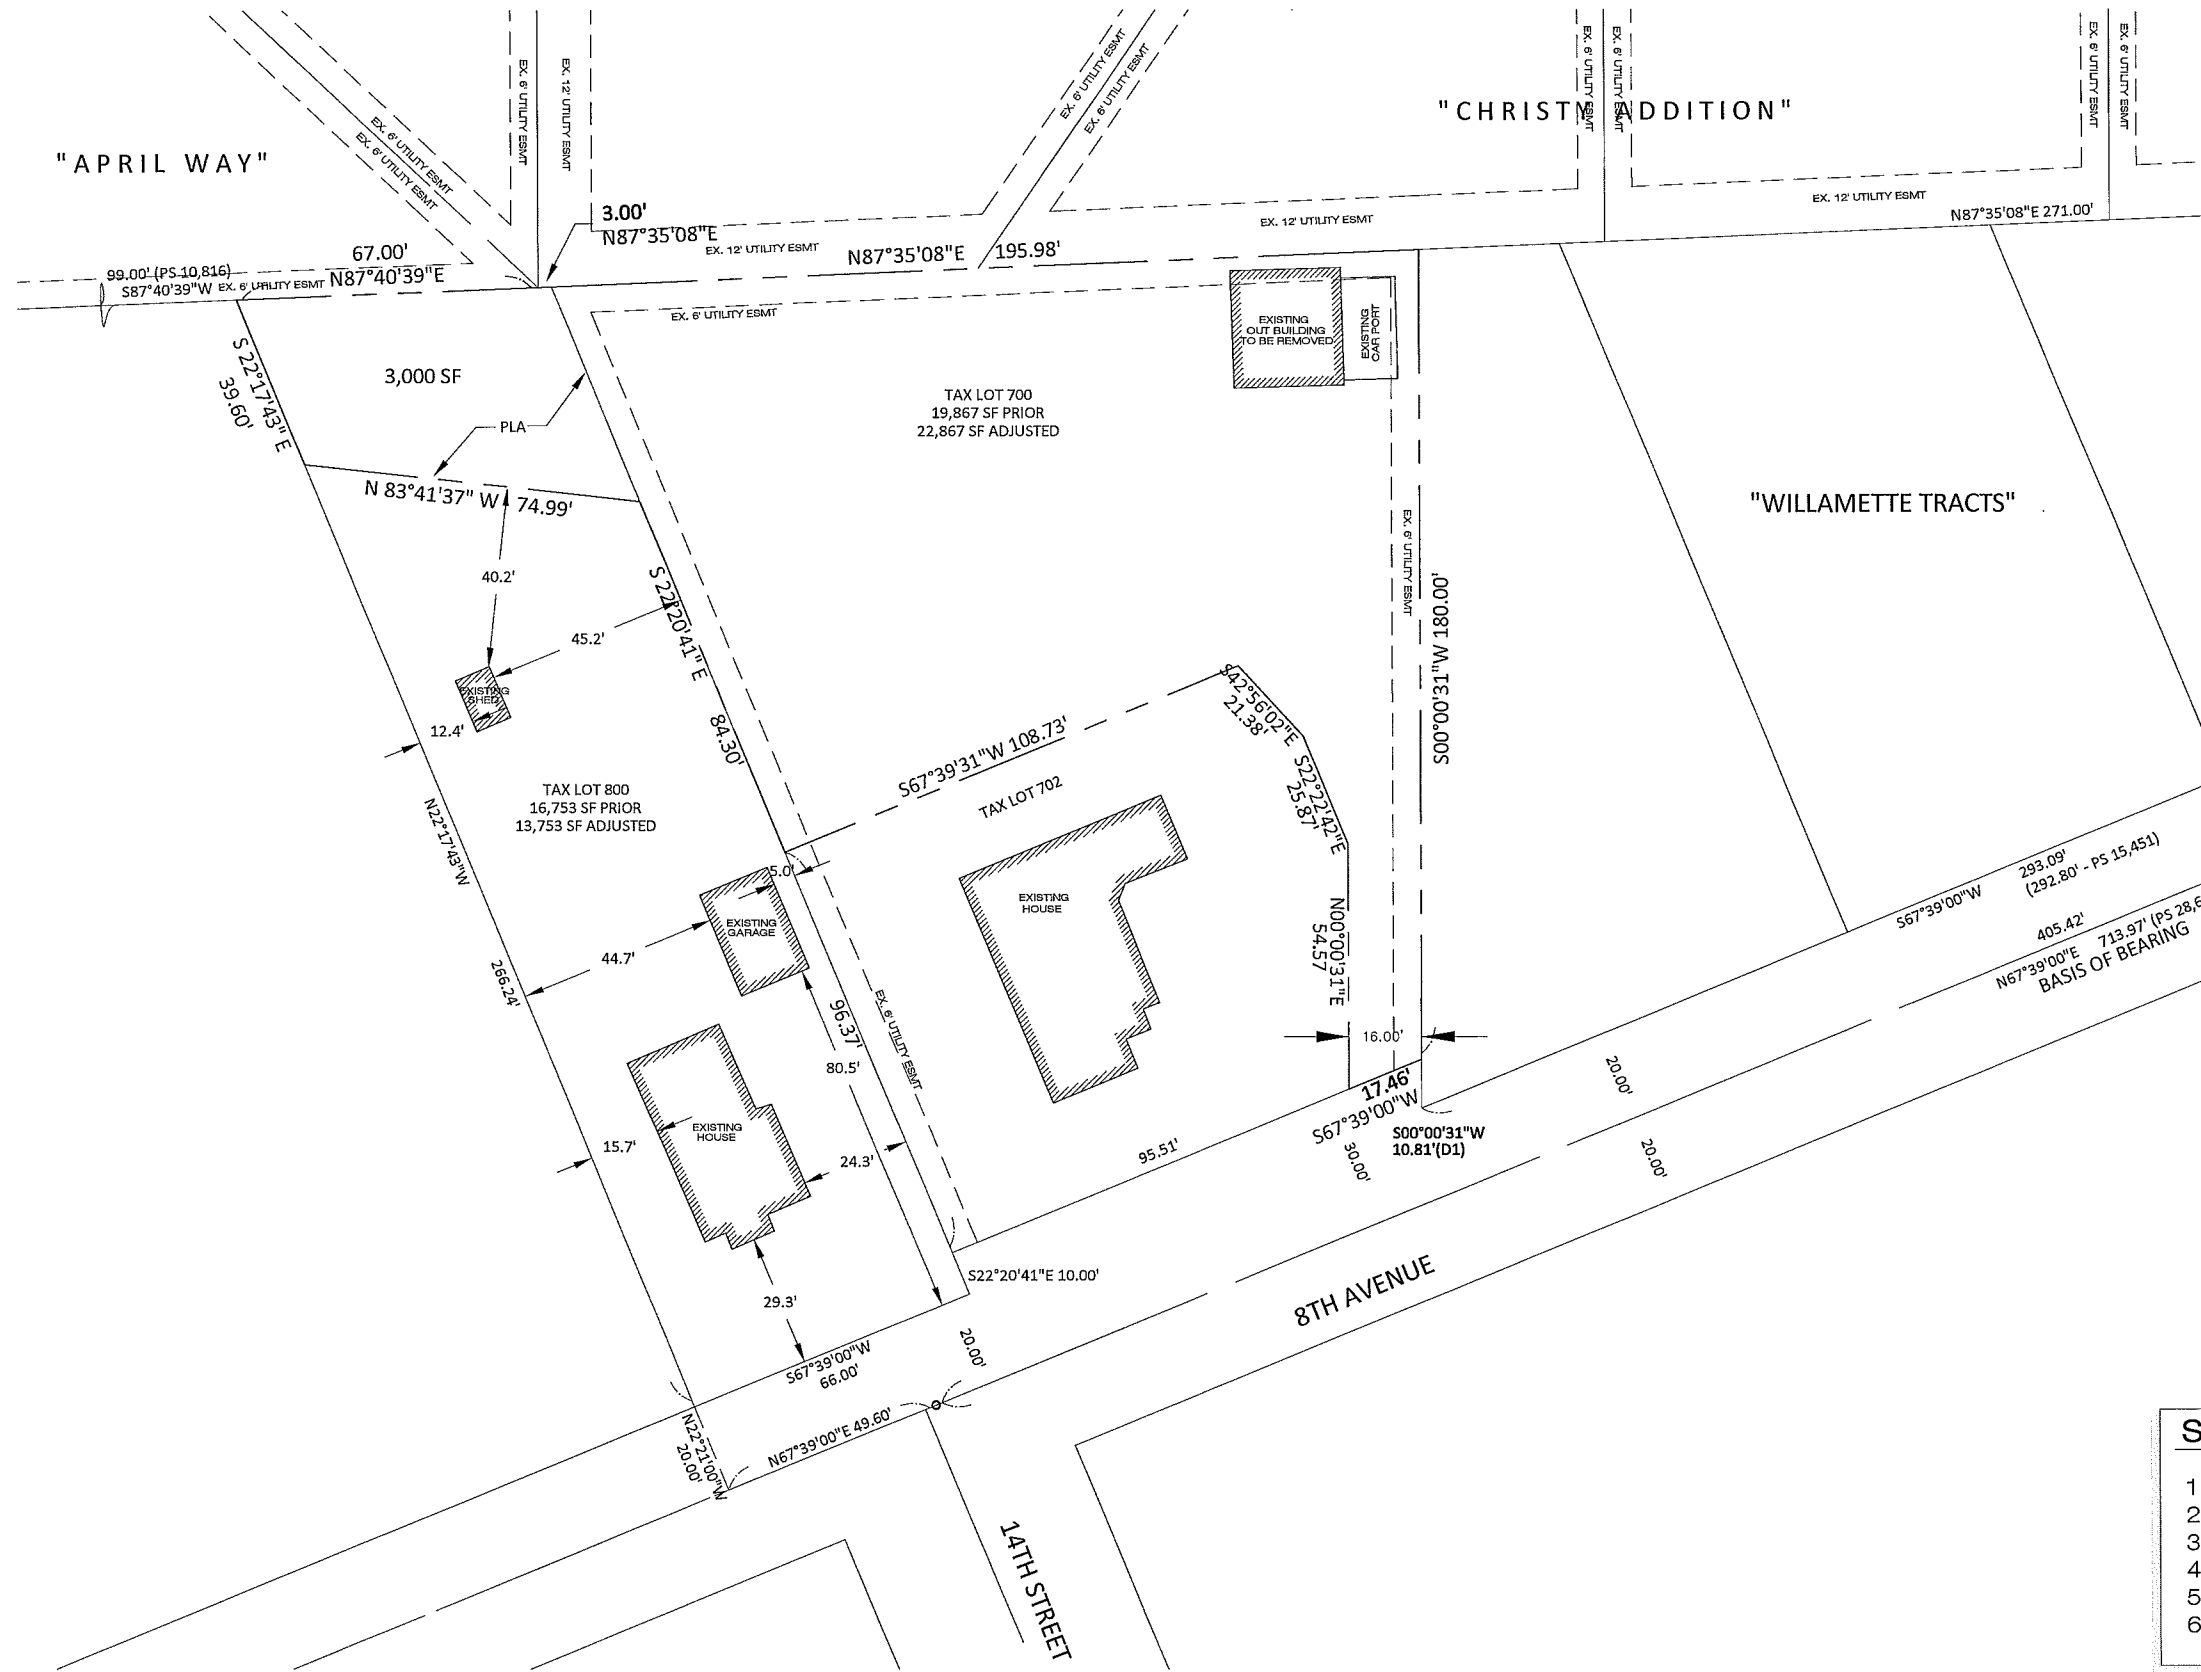 EX. 6' UTILITY ESMT
EX. 6' UTILITY ESMT
EX. 6' UTILITY ESMT
EX. 12' UTILITY ESMT
EX. 6' UTILITY ESMT
EX. 6' UTILITY ESMT
EX. 6' UTILITY ESMT
EX. 6' UTILITY ESMT
EX. 6' UTILITY ESMT
EX. 6' UTILITY ESMT
"APRIL WAY"
"CHRISTY ADDITION"
3.00'
N87°35'08"E
EX. 12' UTILITY ESMT
EX. 12' UTILITY ESMT
EX. 12' UTILITY ESMT
N87°35'08"E 271.00'
67.00'
N87°40'39"E
99.00' (PS 10,816)
S87°40'39"W
EX. 6' UTILITY ESMT
N87°35'08"E 195.98'
EX. 6' UTILITY ESMT
EXISTING
OUT BUILDING
TO BE REMOVED
EXISTING
CAR PORT
S 22°17'43" E
39.60'
3,000 SF
PLA
N 83°41'37" W 74.99'
TAX LOT 700
19,867 SF PRIOR
22,867 SF ADJUSTED
"WILLAMETTE TRACTS"
40.2'
45.2'
S 22°20'41" E
84.30'
EX. 6' UTILITY ESMT
S00°00'31"W 180.00'
EXISTING
SHED
12.4'
TAX LOT 800
16,753 SF PRIOR
13,753 SF ADJUSTED
N22°17'43"W
266.24'
S67°39'31"W 108.73'
TAX LOT 702
S42°56'02"E
21.38'
S22°22'42"E
25.87'
N00°00'31"E
54.57
5.0'
EXISTING
GARAGE
44.7'
EXISTING
HOUSE
96.37'
80.5'
EX. 6' UTILITY ESMT
16.00'
17.46'
S67°39'00"W
S00°00'31"W
10.81'(D1)
30.00'
20.00'
20.00'
95.51'
S67°39'00"W
293.09'
(292.80' - PS 15,451)
405.42'
N67°39'00"E 713.97' (PS 28,6
BASIS OF BEARING
EXISTING
HOUSE
15.7'
24.3'
29.3'
S22°20'41"E 10.00'
S67°39'00"W
66.00'
20.00'
8TH AVENUE
N22°21'00"W
20.00'
N67°39'00"E 49.60'
14TH STREET
S
1
2
3
4
5
6